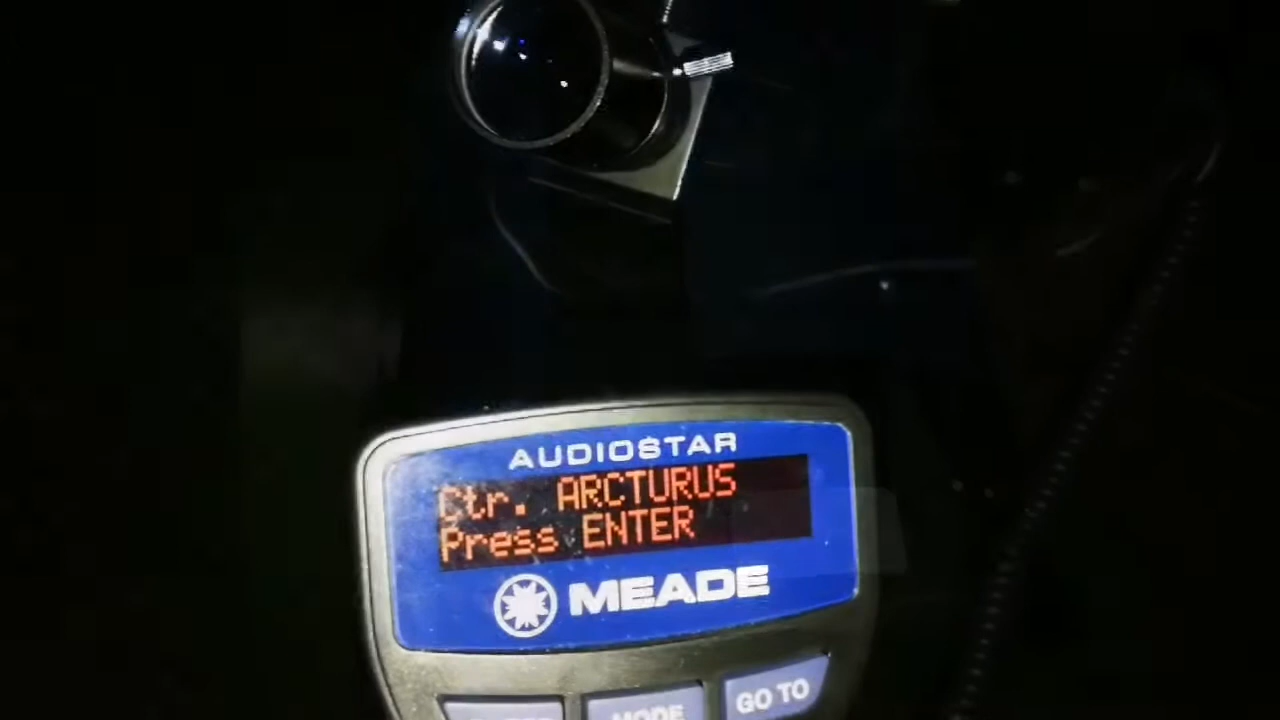 AUDIOSTAR
Ctr. ARCTURUS
Press ENTER
MEADE
MODE
GO TO